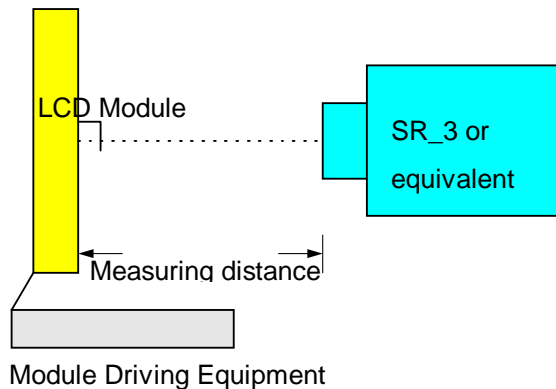 LCD Module
SR_3 or
equivalent
Measuring distance
Module Driving Equipment